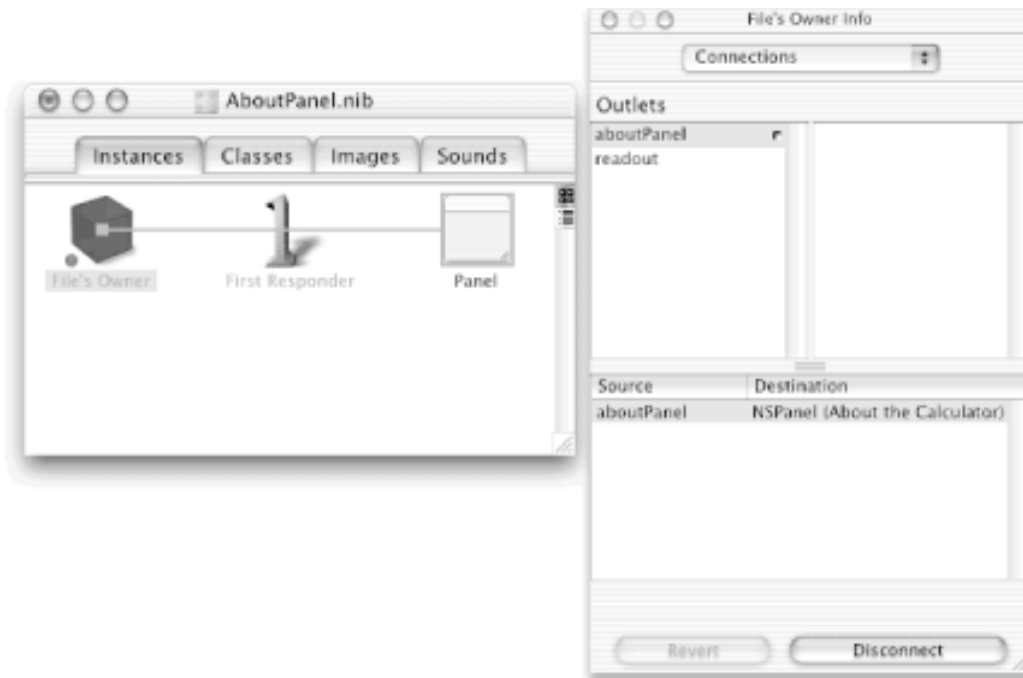 AboutPanel.nib
Instances Classes Images Sounds
File's Owner First Responder Panel
File's Owner Info
Connections
Outlets
aboutPanel
readout
Source Destination
aboutPanel NSPanel (About the Calculator)
Revert Disconnect